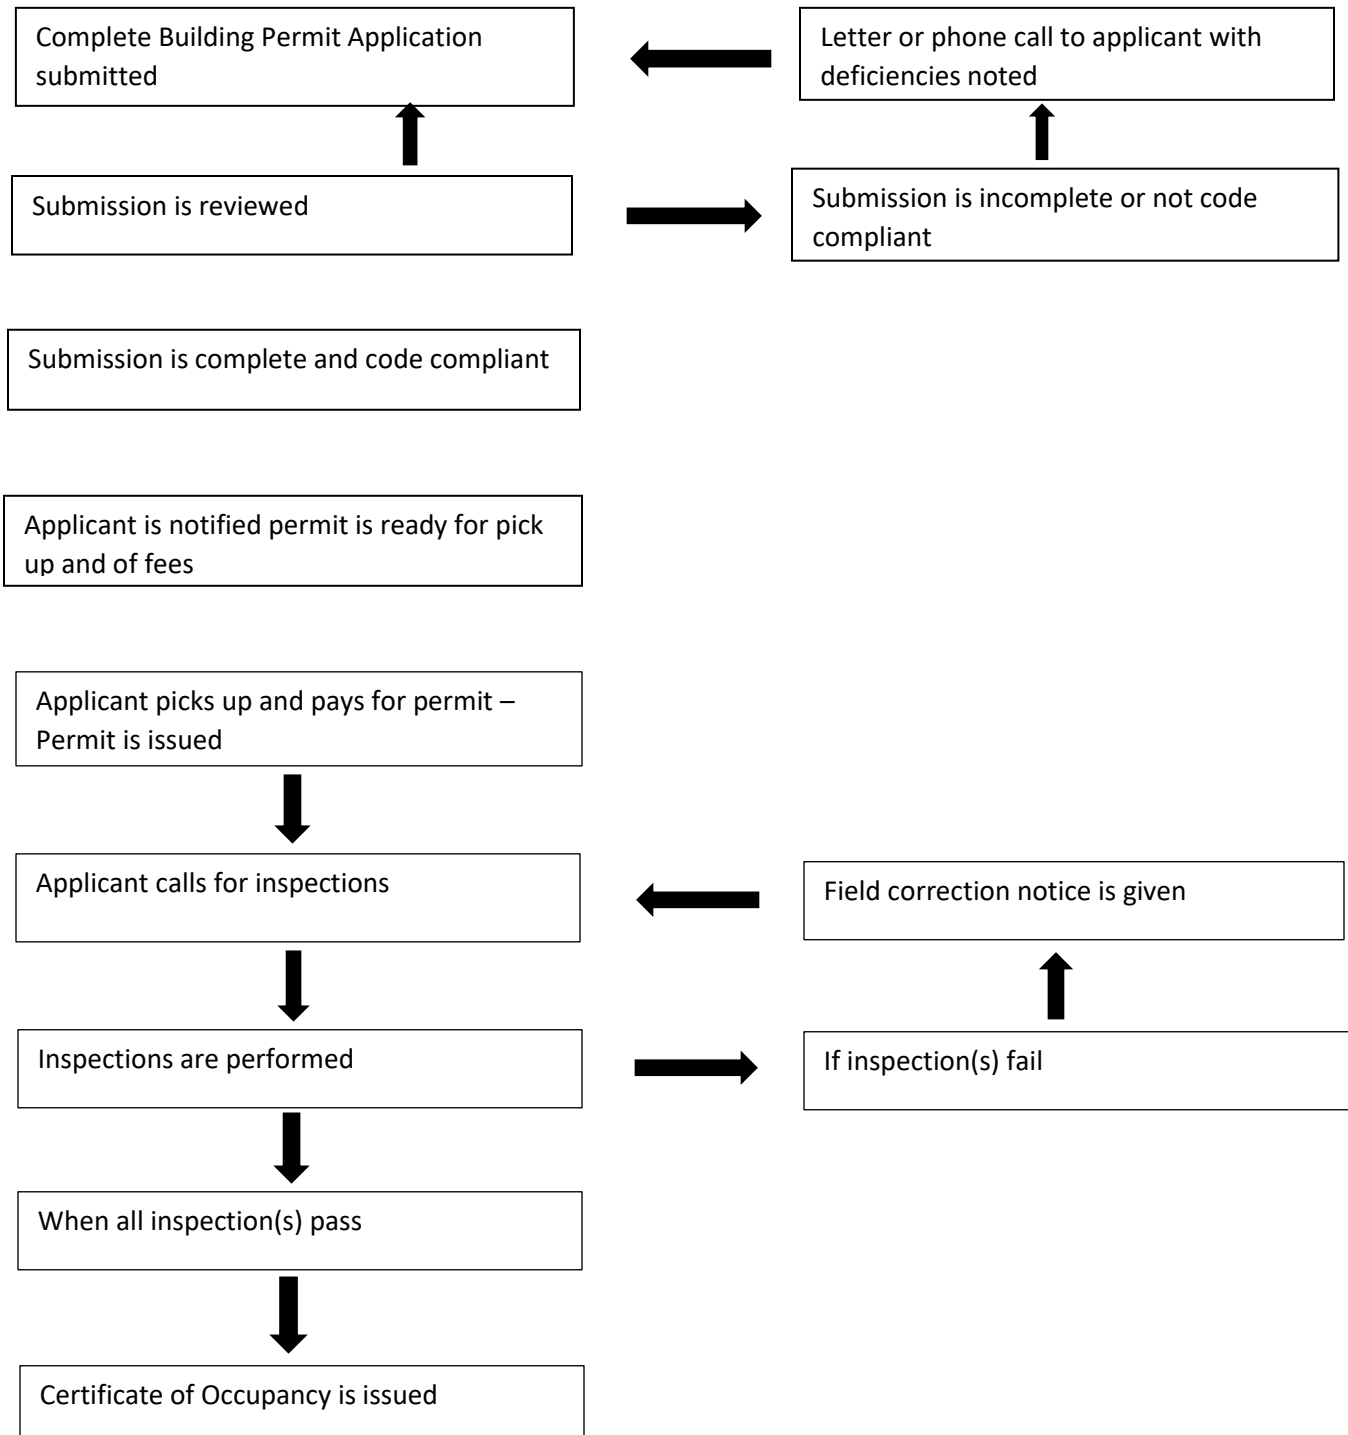 Complete Building Permit Application
submitted
Letter or phone call to applicant with
deficiencies noted
Submission is reviewed
Submission is incomplete or not code
compliant
Submission is complete and code compliant
Applicant is notified permit is ready for pick
up and of fees
Applicant picks up and pays for permit –
Permit is issued
Applicant calls for inspections
Field correction notice is given
Inspections are performed
If inspection(s) fail
When all inspection(s) pass
Certificate of Occupancy is issued